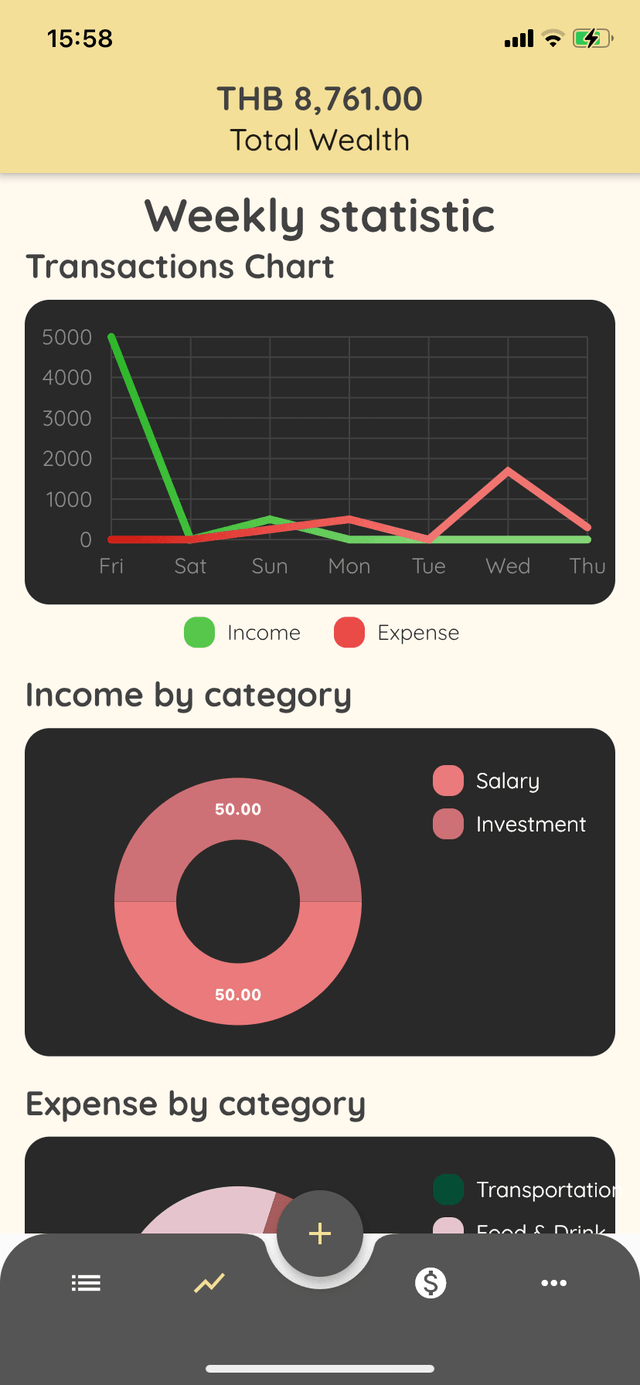 15:58
THB 8,761.00
Total Wealth
Weekly statistic
Transactions Chart
5000
4000
3000
2000
1000
0
Fri Sat Sun Mon Tue Wed Thu
Income Expense
Income by category
50.00
50.00
Salary
Investment
Expense by category
Transportation
Food & Drink